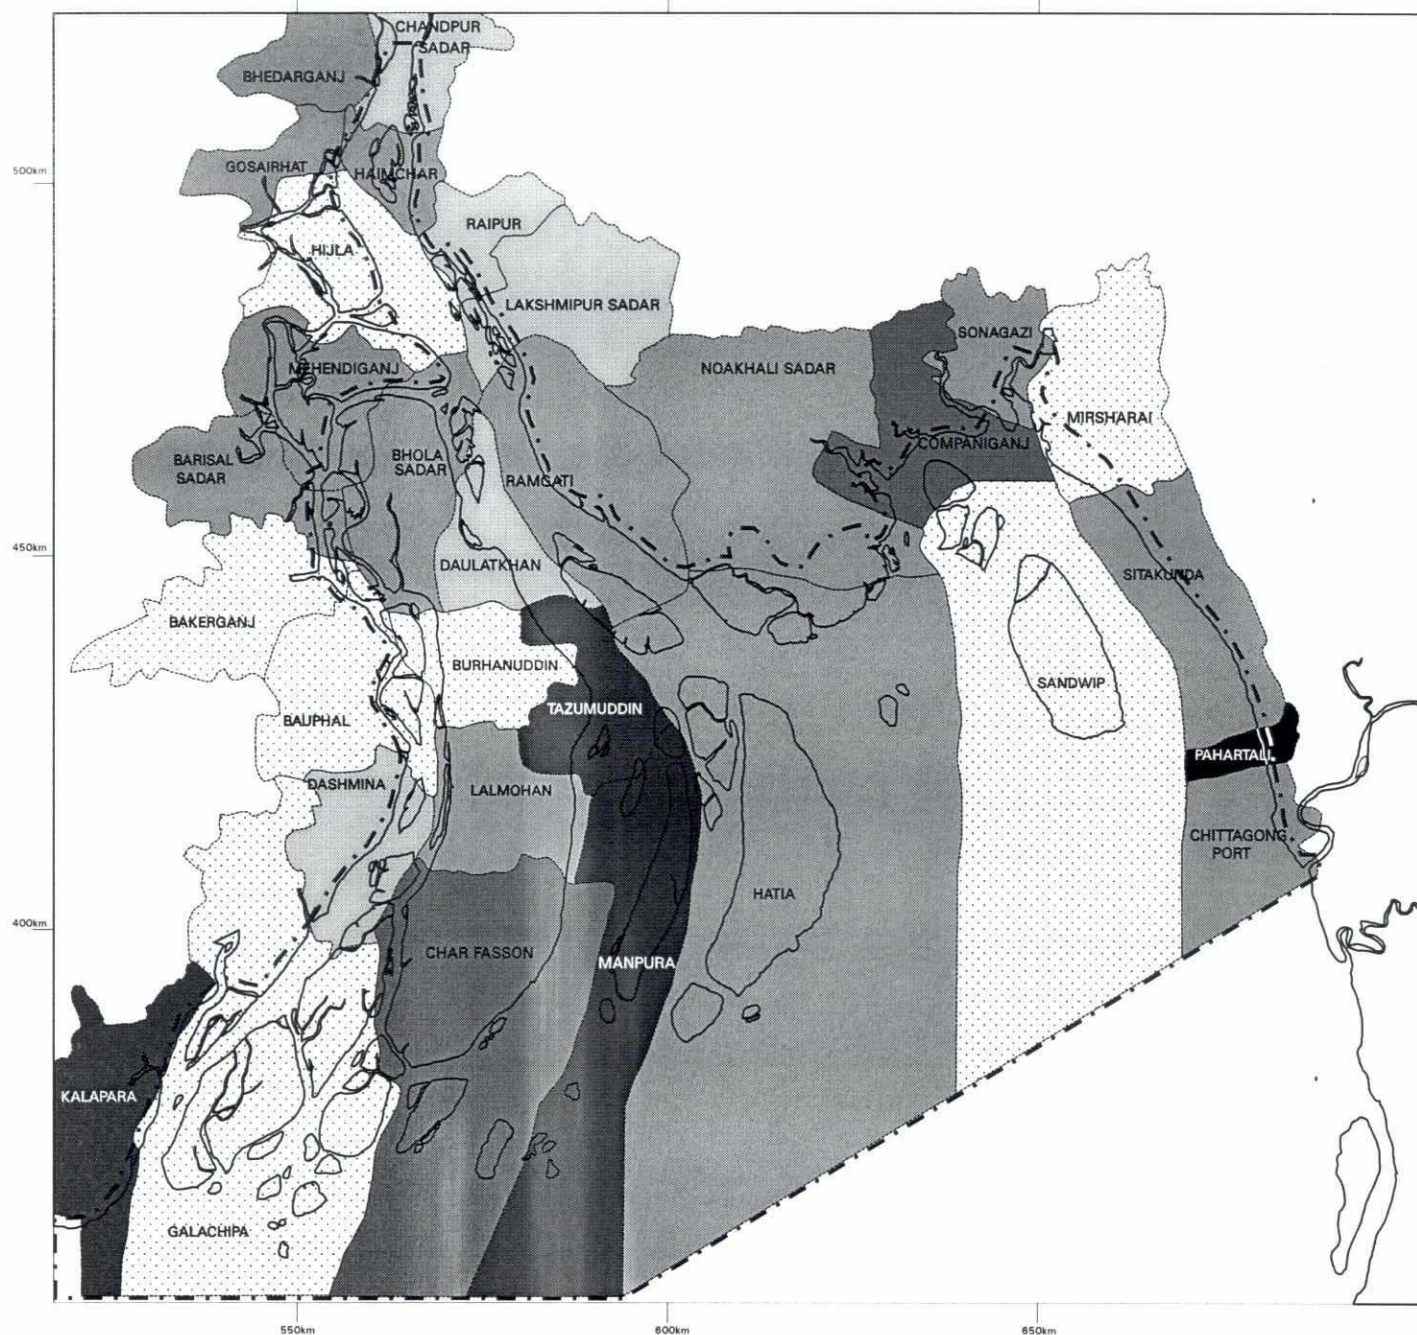 CHANDPUR
SADAR
BHEDARGANJ
GOSAIRHAT
HAIMCHAR
500km
RAIPUR
HIJLA
LAKSHMIPUR SADAR
SONAGAZI
MEHENDIGANJ
NOAKHALI SADAR
MIRSHARAI
COMPANIGANJ
BARISAL
SADAR
BHOLA
SADAR
RAMGATI
450km
DAULATKHAN
SITAKUNDA
BAKERGANJ
BURHANUDDIN
SANDWIP
TAZUMUDDIN
BAUPHAL
PAHARTALI
DASHMINA
LALMOHAN
CHITTAGONG
PORT
HATIA
400km
CHAR FASSON
MANPURA
KALAPARA
GALACHIPA
550km
600km
650km